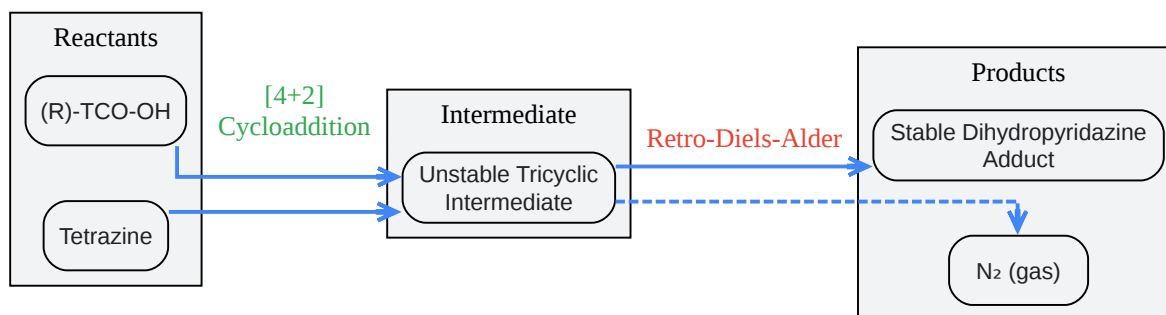 Reactants
(R)-TCO-OH
Tetrazine
[4+2]
Cycloaddition
Intermediate
Unstable Tricyclic
Intermediate
Retro-Diels-Alder
Products
Stable Dihydropyridazine
Adduct
N₂ (gas)